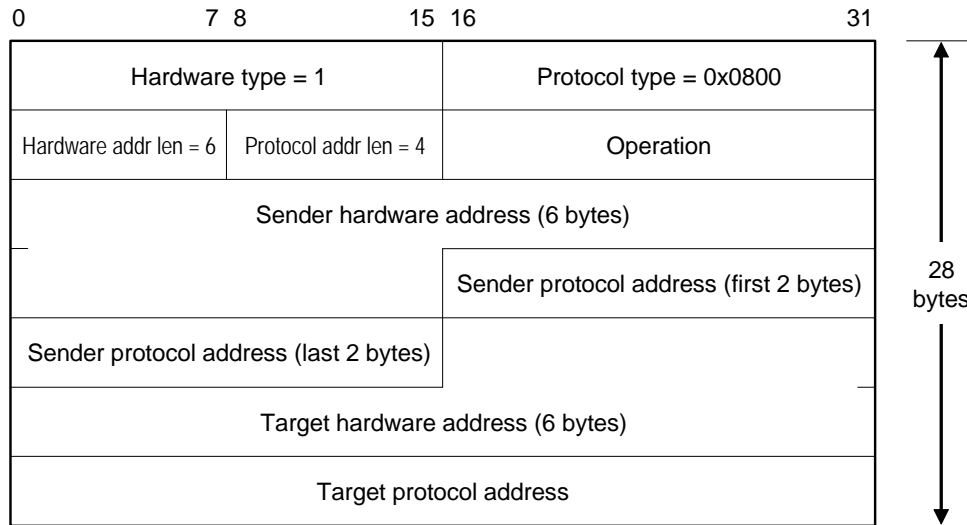 0 7 8 15 16 31
Hardware type = 1 Protocol type = 0x0800
Hardware addr len = 6 Protocol addr len = 4 Operation
Sender hardware address (6 bytes)
Sender protocol address (first 2 bytes)
28
bytes
Sender protocol address (last 2 bytes)
Target hardware address (6 bytes)
Target protocol address